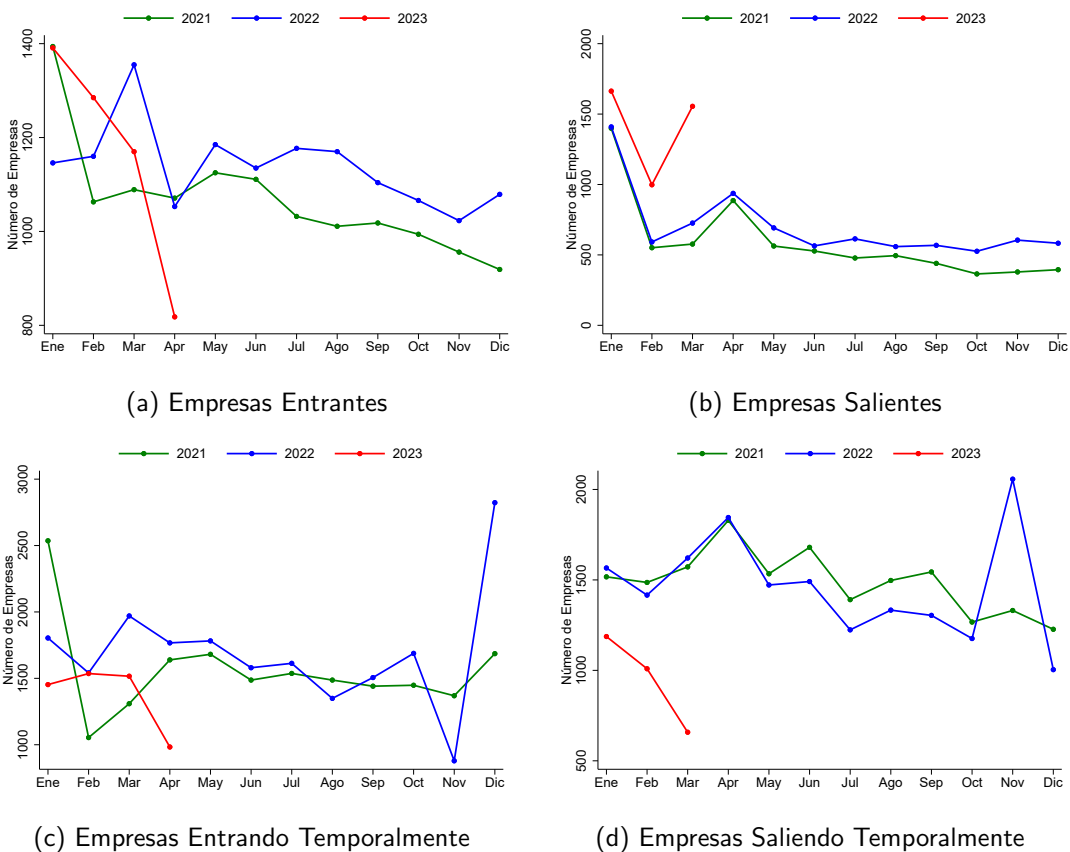 2021 2022 2023
Número de Empresas
1400
1200
1000
800
Ene Feb Mar Apr May Jun Jul Ago Sep Oct Nov Dic
(a) Empresas Entrantes
2021 2022 2023
Número de Empresas
2000
1500
1000
500
0
Ene Feb Mar Apr May Jun Jul Ago Sep Oct Nov Dic
(b) Empresas Salientes
2021 2022 2023
Número de Empresas
3000
2500
2000
1500
1000
Ene Feb Mar Apr May Jun Jul Ago Sep Oct Nov Dic
(c) Empresas Entrando Temporalmente
2021 2022 2023
Número de Empresas
2000
1500
1000
500
Ene Feb Mar Apr May Jun Jul Ago Sep Oct Nov Dic
(d) Empresas Saliendo Temporalmente